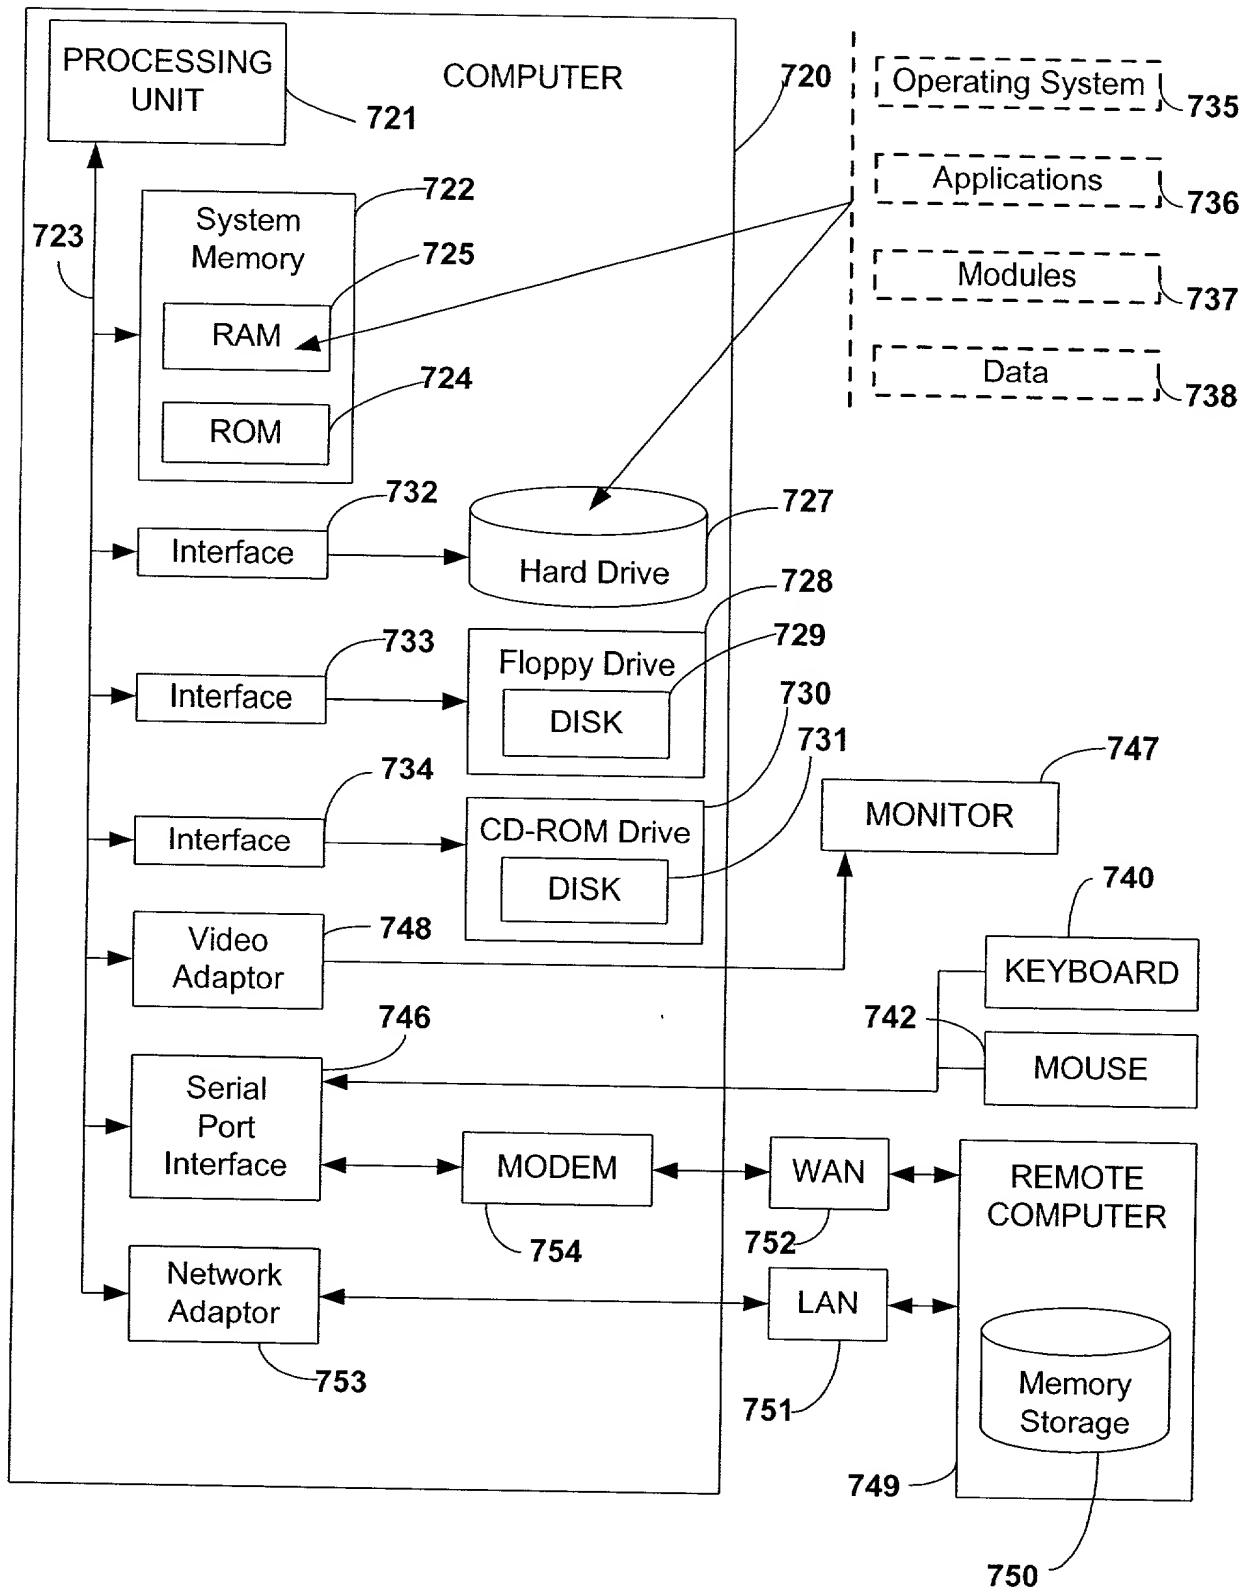 PROCESSING
UNIT
721
COMPUTER
720
Operating System
735
Applications
736
Modules
737
Data
738
723
System
Memory
722
RAM
725
ROM
724
Interface
732
Hard Drive
727
Interface
733
Floppy Drive
728
DISK
729
Interface
734
CD-ROM Drive
730
DISK
731
MONITOR
747
Video
Adaptor
748
KEYBOARD
740
MOUSE
742
Serial
Port
Interface
746
MODEM
754
WAN
752
REMOTE
COMPUTER
Network
Adaptor
753
LAN
751
Memory
Storage
749
750